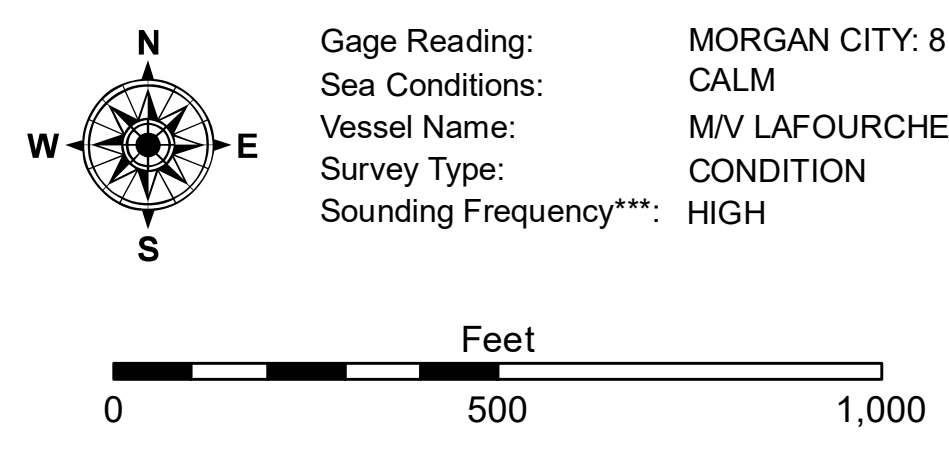 N
W E
S
Gage Reading: MORGAN CITY: 8
Sea Conditions: CALM
Vessel Name: M/V LAFOURCHE
Survey Type: CONDITION
Sounding Frequency***: HIGH
Feet
0 500 1,000